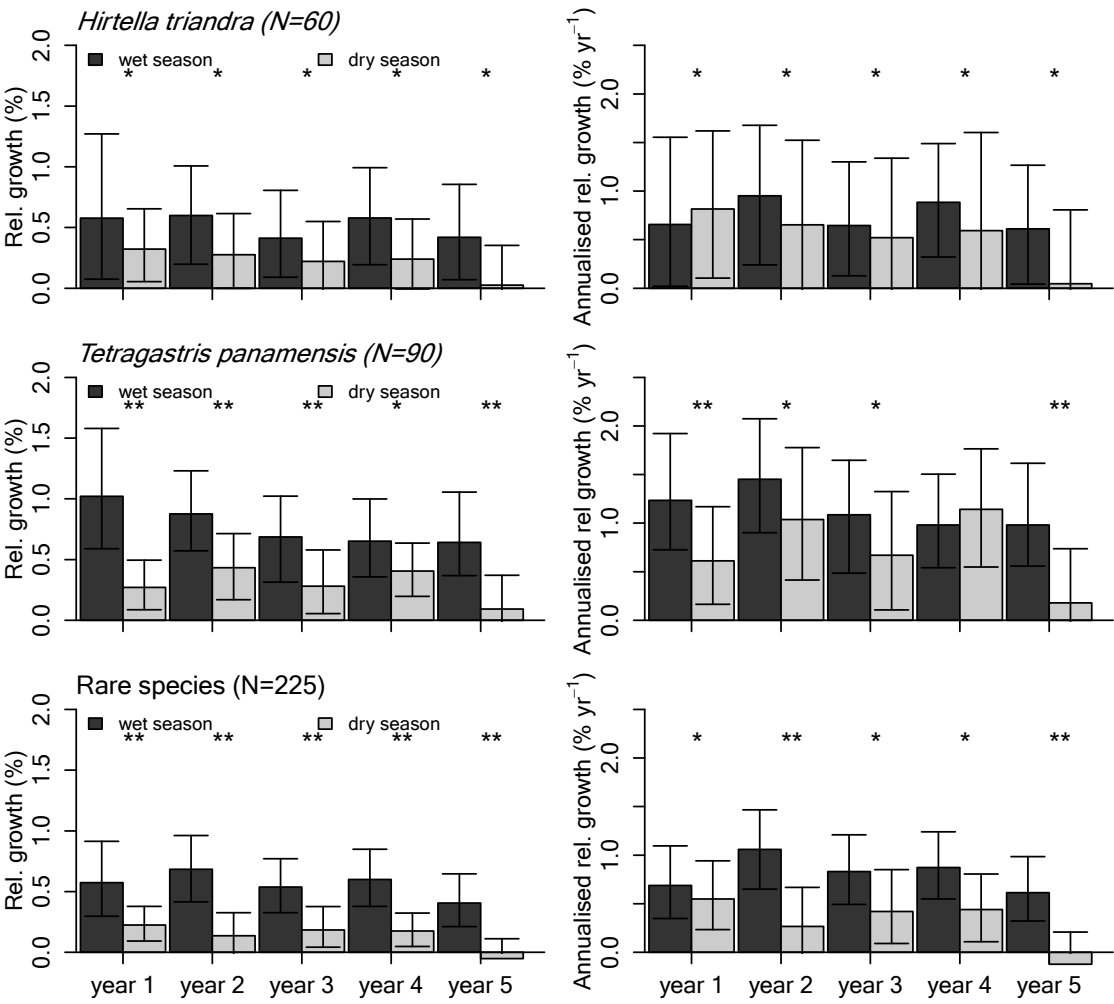 Hirtella triandra (N=60)
Rel. growth (%)
0.0 0.5 1.0 1.5 2.0
wet season dry season
* * * * *
Annualised rel. growth (% yr−1)
0.0 1.0 2.0
* * * * *
Tetragastris panamensis (N=90)
Rel. growth (%)
0.0 0.5 1.0 1.5 2.0
wet season dry season
** ** ** * **
Annualised rel growth (% yr−1)
0.0 1.0 2.0
** * * **
Rare species (N=225)
Rel. growth (%)
0.0 0.5 1.0 1.5 2.0
wet season dry season
** ** ** ** **
year 1 year 2 year 3 year 4 year 5
Annualised rel. growth (% yr−1)
0.0 1.0 2.0
* ** * * **
year 1 year 2 year 3 year 4 year 5